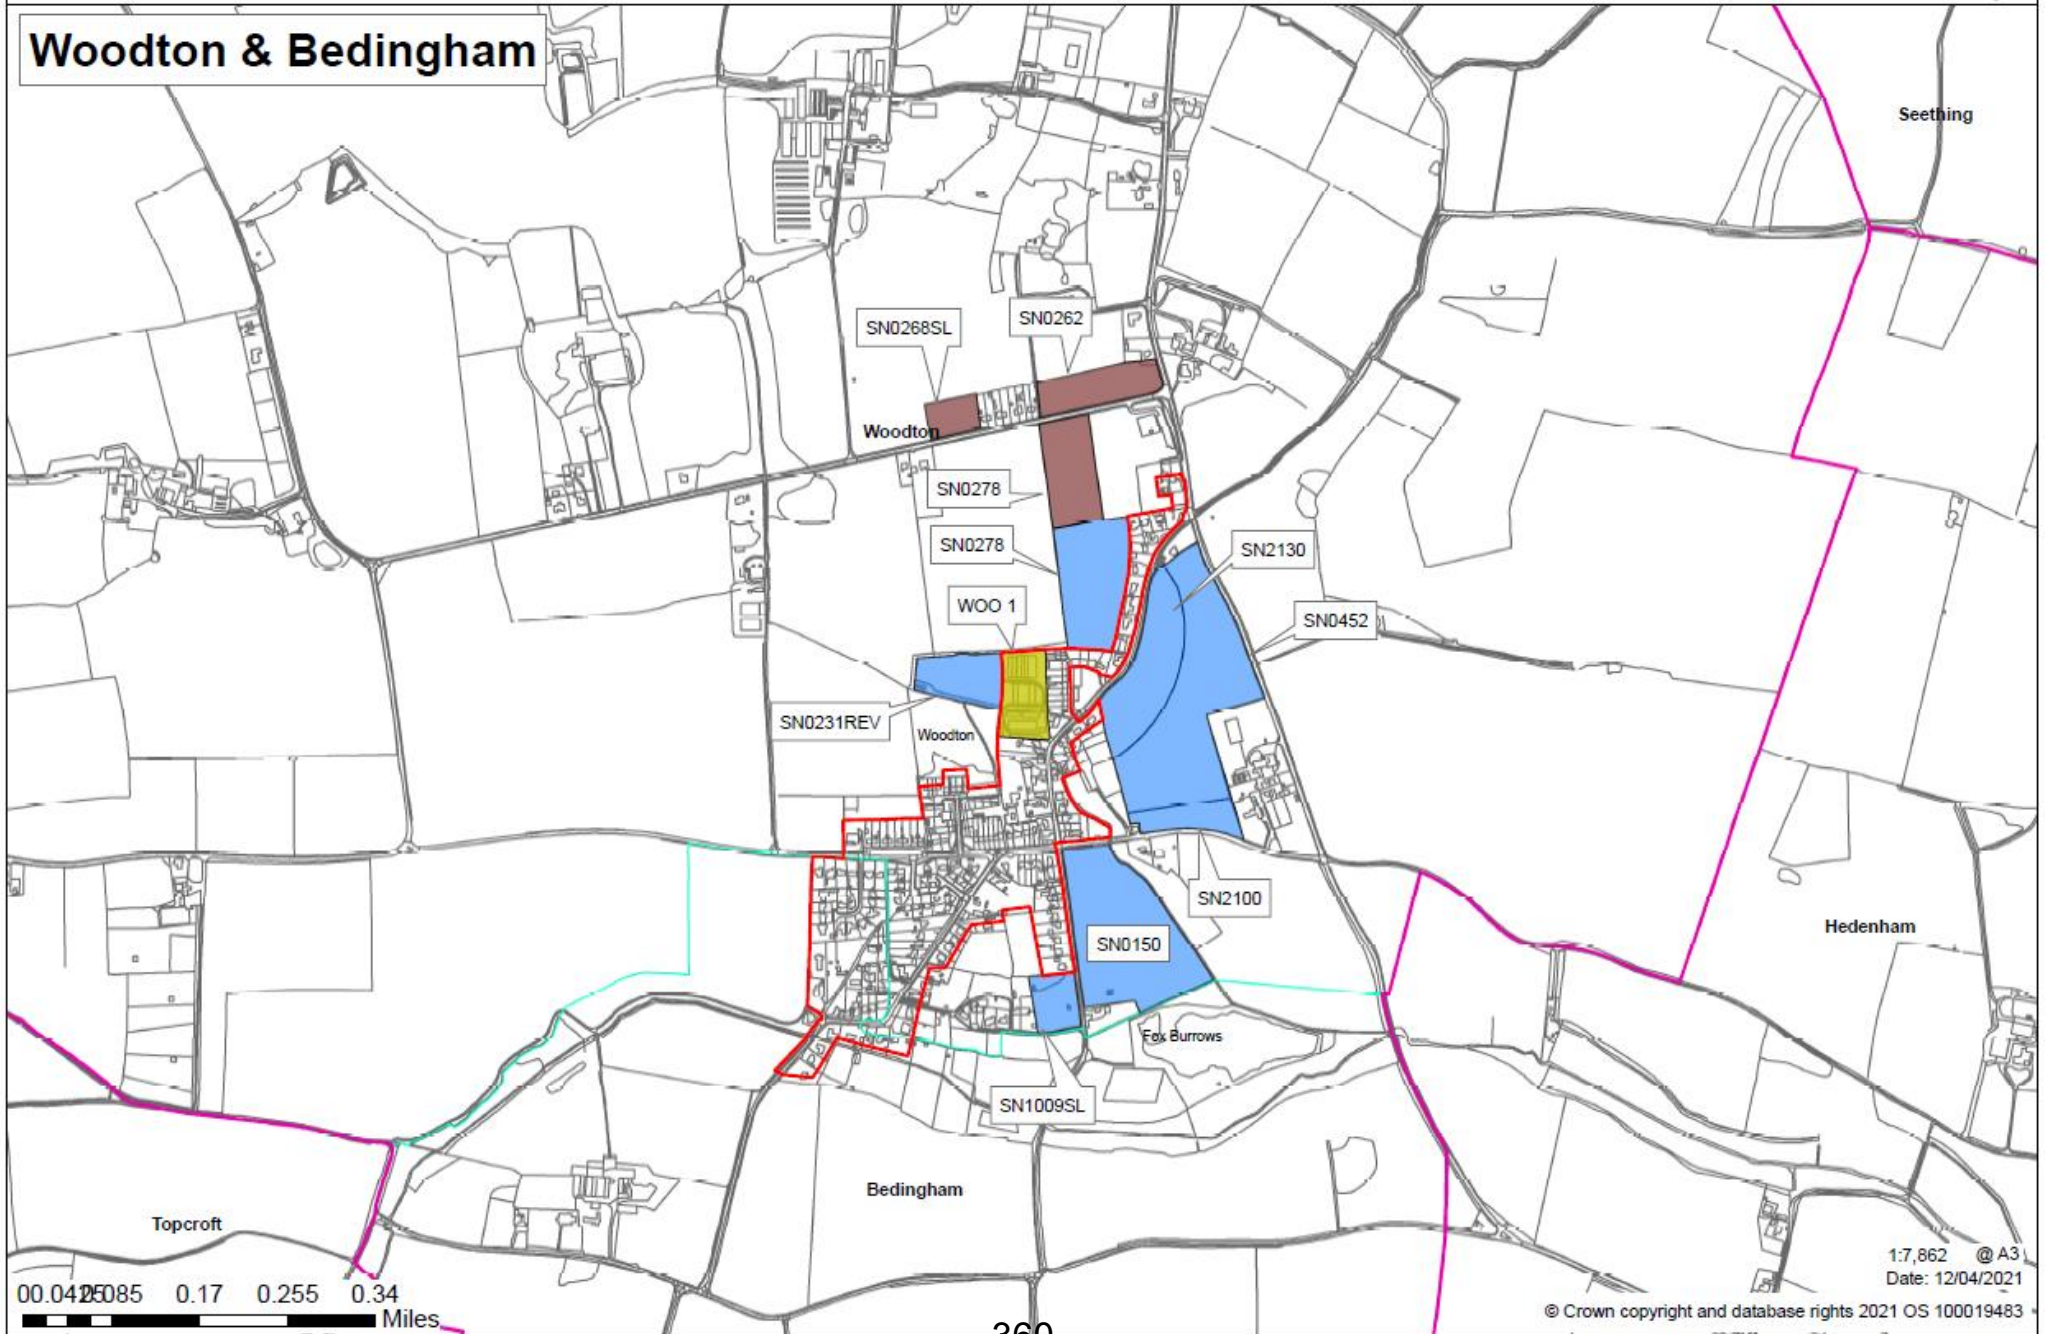 Woodton & Bedingham
Seething
SN0268SL
SN0262
Woodton
SN0278
SN0278
SN2130
WOO 1
SN0452
SN0231REV
Woodton
SN2100
SN0150
Hedenham
Fox Burrows
SN1009SL
Bedingham
Topcroft
1:7,862 @ A3
Date: 12/04/2021
0.17 0.255 0.34
Miles
© Crown copyright and database rights 2021 OS 100019483
360